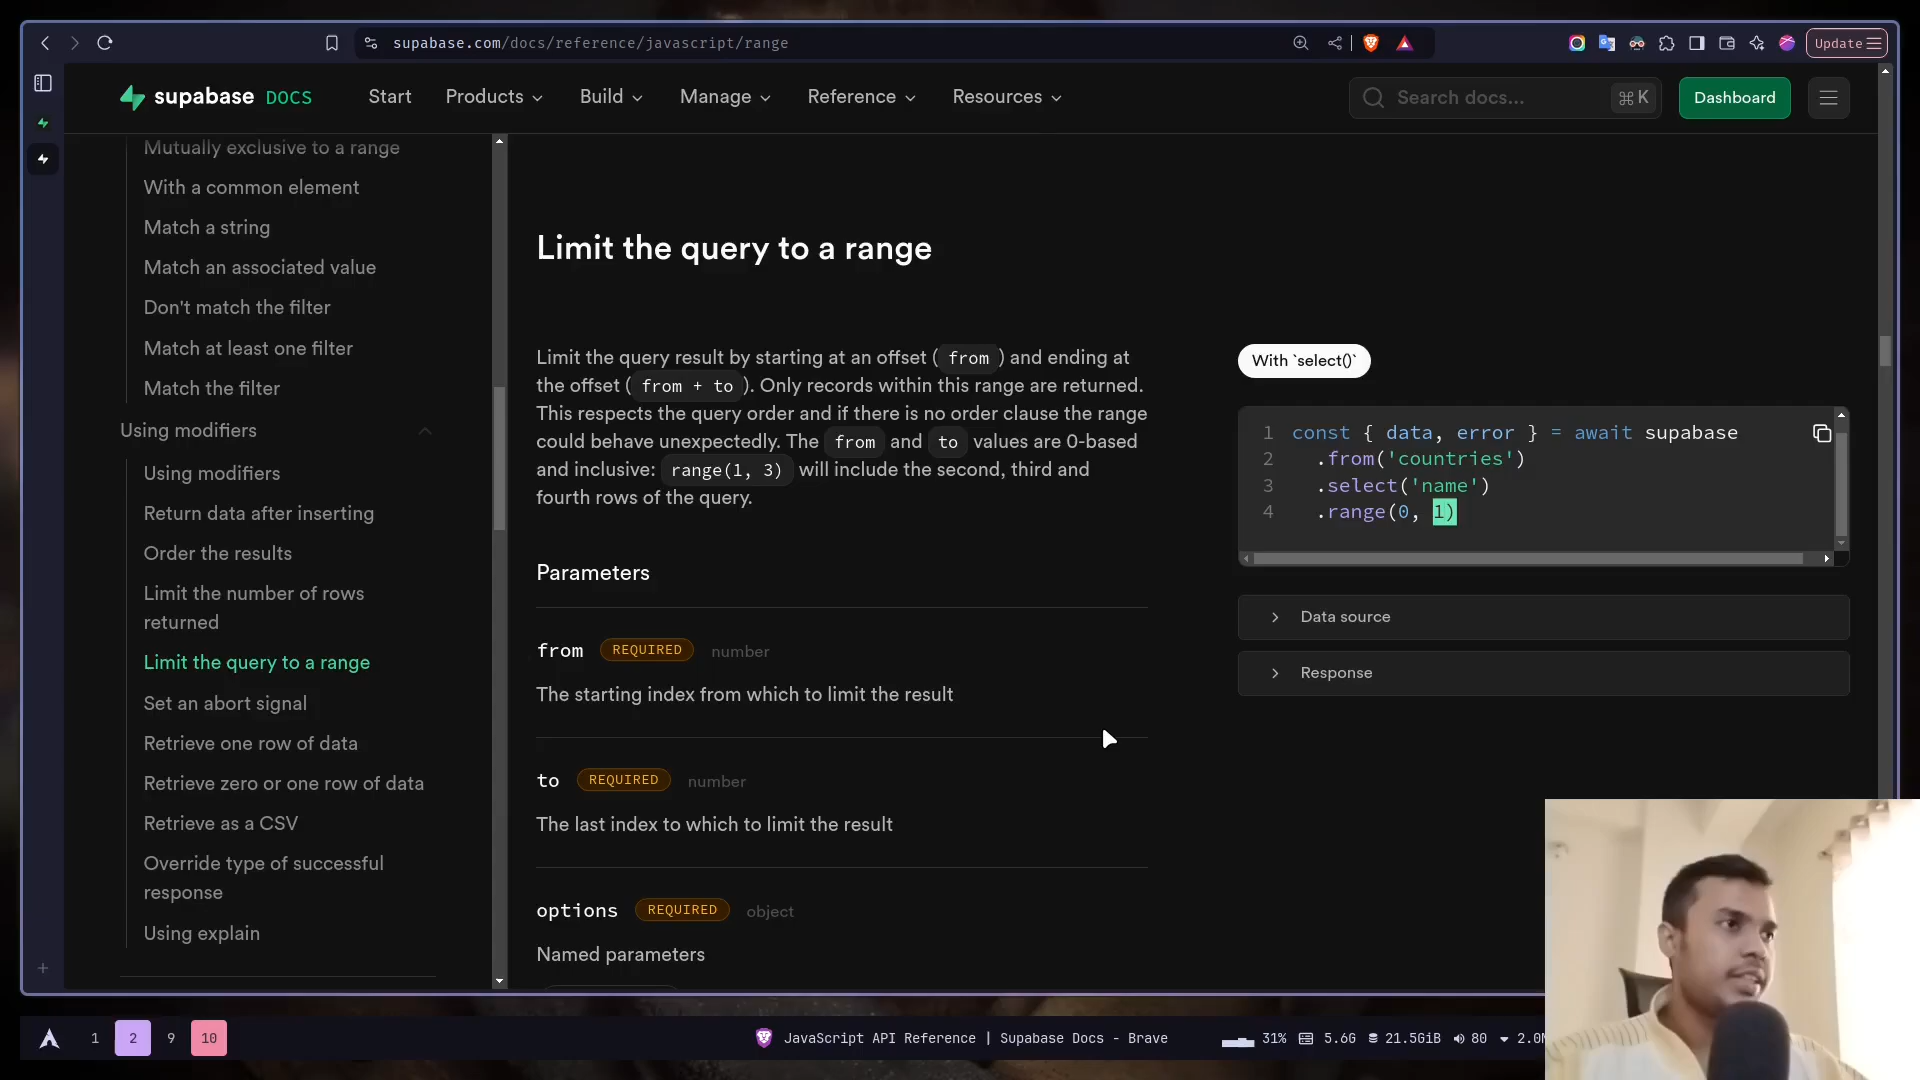 supabase.com/docs/reference/javascript/range
Update
supabase DOCS
Start
Products
Build
Manage
Reference
Resources
Search docs...
⌘K
Dashboard
Mutually exclusive to a range
With a common element
Match a string
Match an associated value
Don't match the filter
Match at least one filter
Match the filter
Using modifiers
Using modifiers
Return data after inserting
Order the results
Limit the number of rows
returned
Limit the query to a range
Set an abort signal
Retrieve one row of data
Retrieve zero or one row of data
Retrieve as a CSV
Override type of successful
response
Using explain
Limit the query to a range
Limit the query result by starting at an offset ( from ) and ending at
the offset ( from + to ). Only records within this range are returned.
This respects the query order and if there is no order clause the range
could behave unexpectedly. The from and to values are 0-based
and inclusive: range(1, 3) will include the second, third and
fourth rows of the query.
Parameters
from REQUIRED number
The starting index from which to limit the result
to REQUIRED number
The last index to which to limit the result
options REQUIRED object
Named parameters
With `select()`
1 const { data, error } = await supabase
2 .from('countries')
3 .select('name')
4 .range(0, 1)
Data source
Response
1 2 9 10
JavaScript API Reference | Supabase Docs - Brave
31% 5.6G 21.5GiB 80